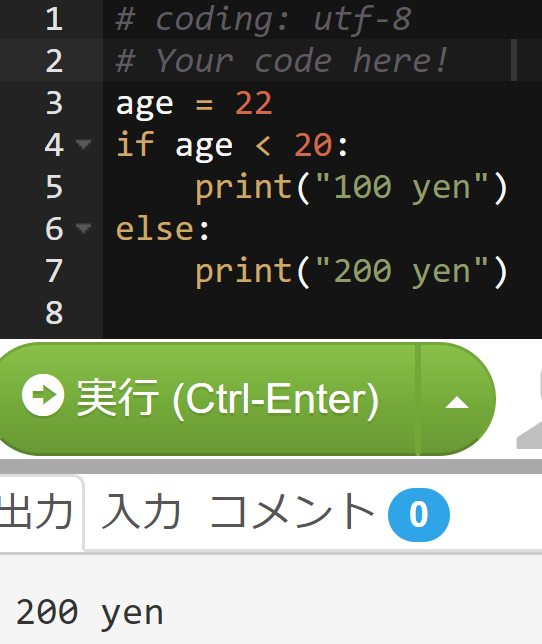 1 # coding: utf-8
2 # Your code here!
3 age = 22
4 if age < 20:
5     print("100 yen")
6 else:
7     print("200 yen")
8
実行 (Ctrl-Enter)
出力 入力 コメント 0
200 yen